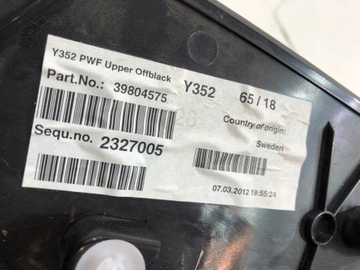 Y352 PWF Upper Offblack
Part.No.: 39804575
Y352 65/18
Sequ.no. 2327005
Country of origin:
Sweden
07.03.2012 19:55:24